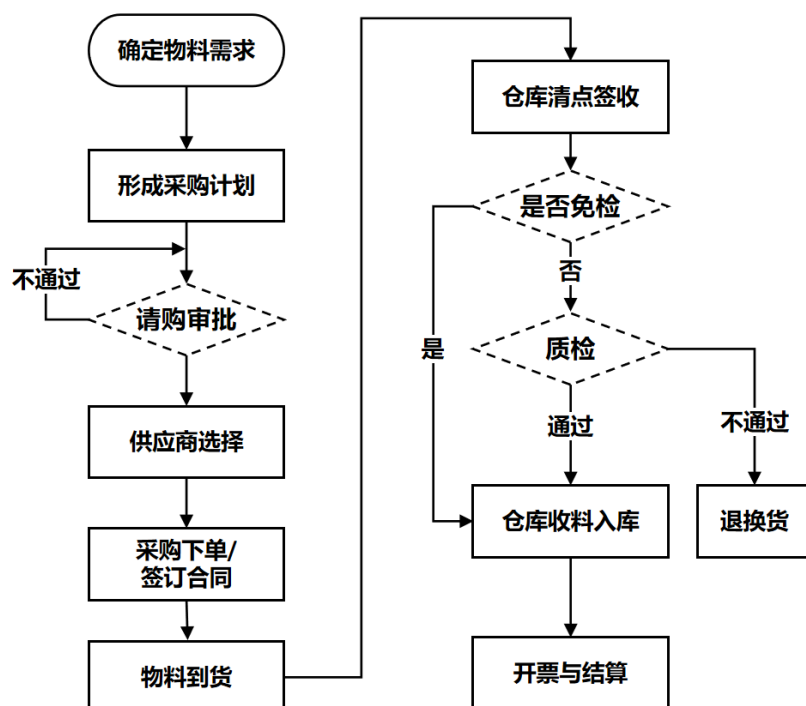 确定物料需求
形成采购计划
不通过
请购审批
供应商选择
采购下单/
签订合同
物料到货
仓库清点签收
是否免检
否
是
质检
通过
不通过
仓库收料入库
退换货
开票与结算